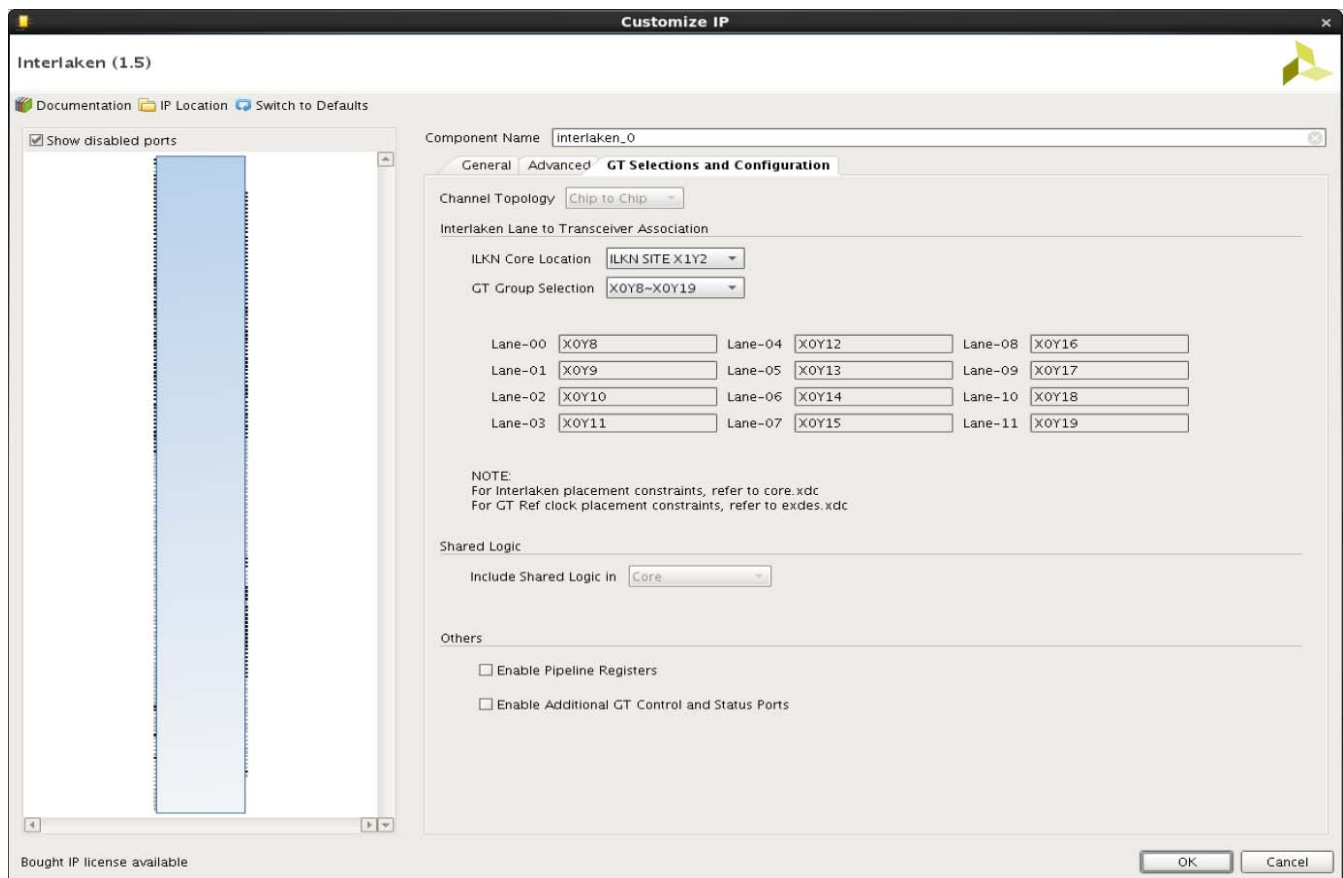 Customize IP
Interlaken (1.5)
Documentation IP Location Switch to Defaults
Show disabled ports
Component Name interlaken_0
General Advanced GT Selections and Configuration
Channel Topology Chip to Chip
Interlaken Lane to Transceiver Association
ILKN Core Location ILKN SITE X1Y2
GT Group Selection X0Y8~X0Y19
Lane-00 X0Y8 Lane-04 X0Y12 Lane-08 X0Y16
Lane-01 X0Y9 Lane-05 X0Y13 Lane-09 X0Y17
Lane-02 X0Y10 Lane-06 X0Y14 Lane-10 X0Y18
Lane-03 X0Y11 Lane-07 X0Y15 Lane-11 X0Y19
NOTE:
For Interlaken placement constraints, refer to core.xdc
For GT Ref clock placement constraints, refer to exdes.xdc
Shared Logic
Include Shared Logic in Core
Others
Enable Pipeline Registers
Enable Additional GT Control and Status Ports
Bought IP license available
OK Cancel